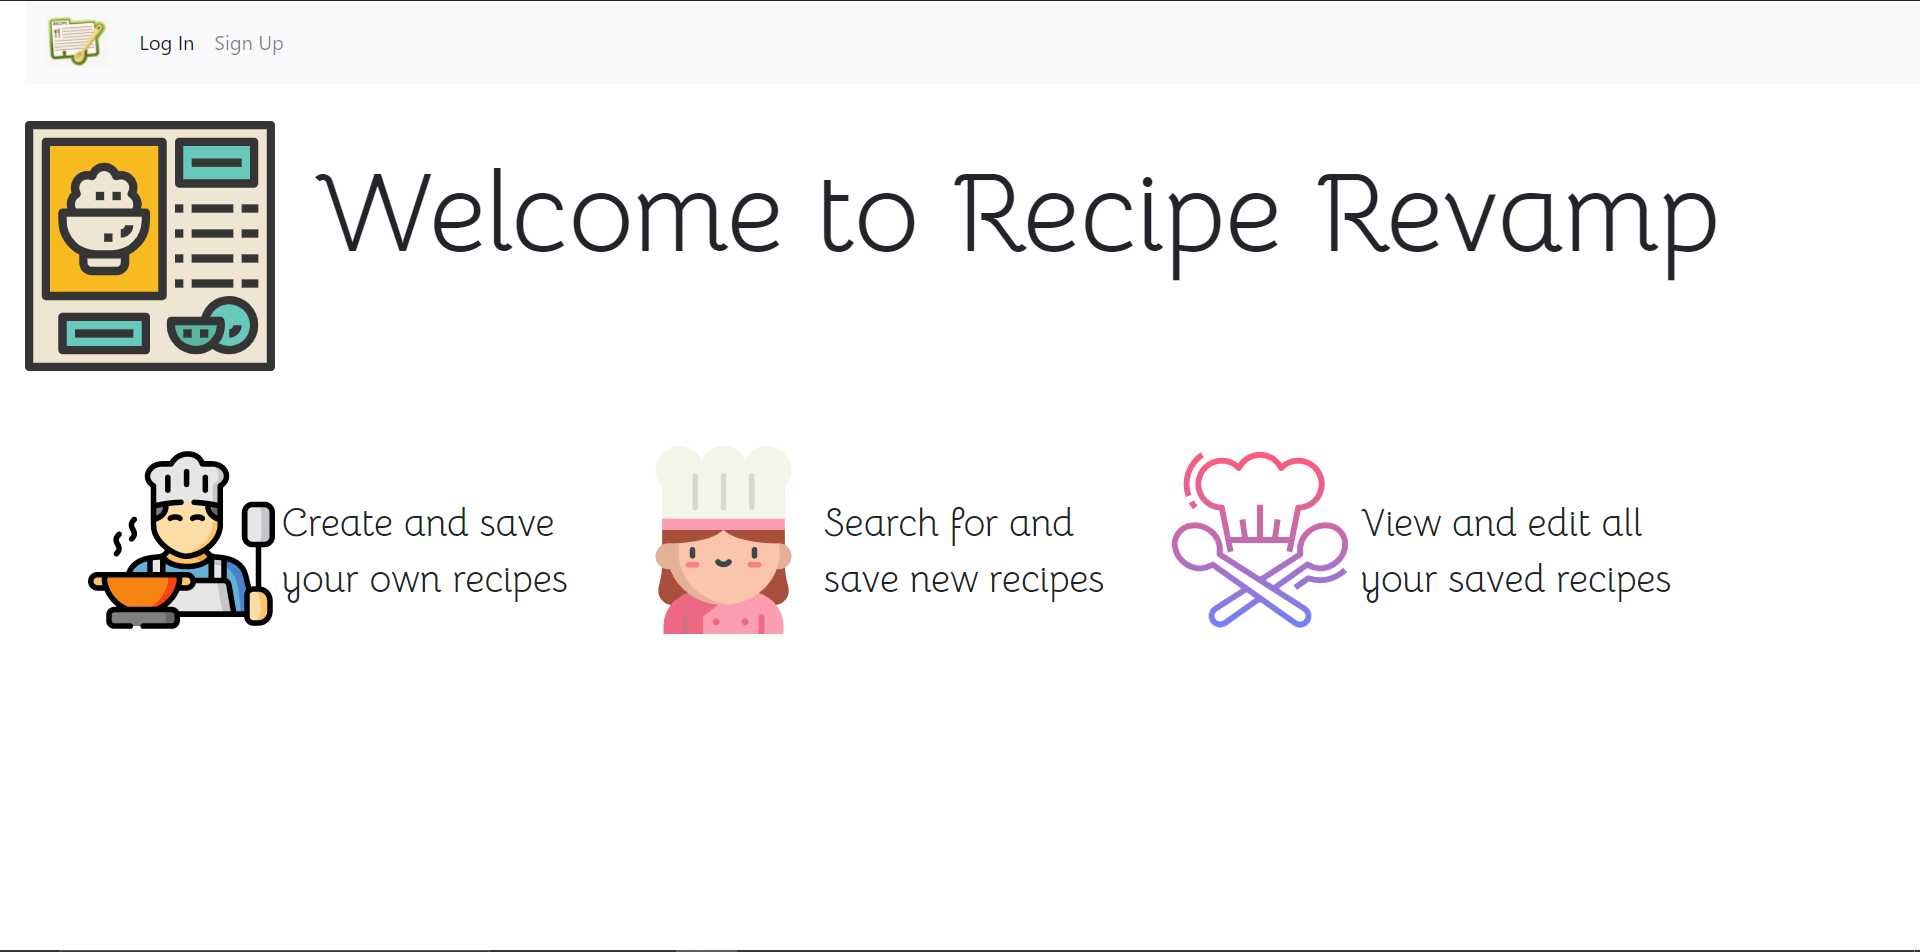 RECIPE
Log In
Sign Up
Welcome to Recipe Revamp
Create and save
your own recipes
Search for and
save new recipes
View and edit all
your saved recipes